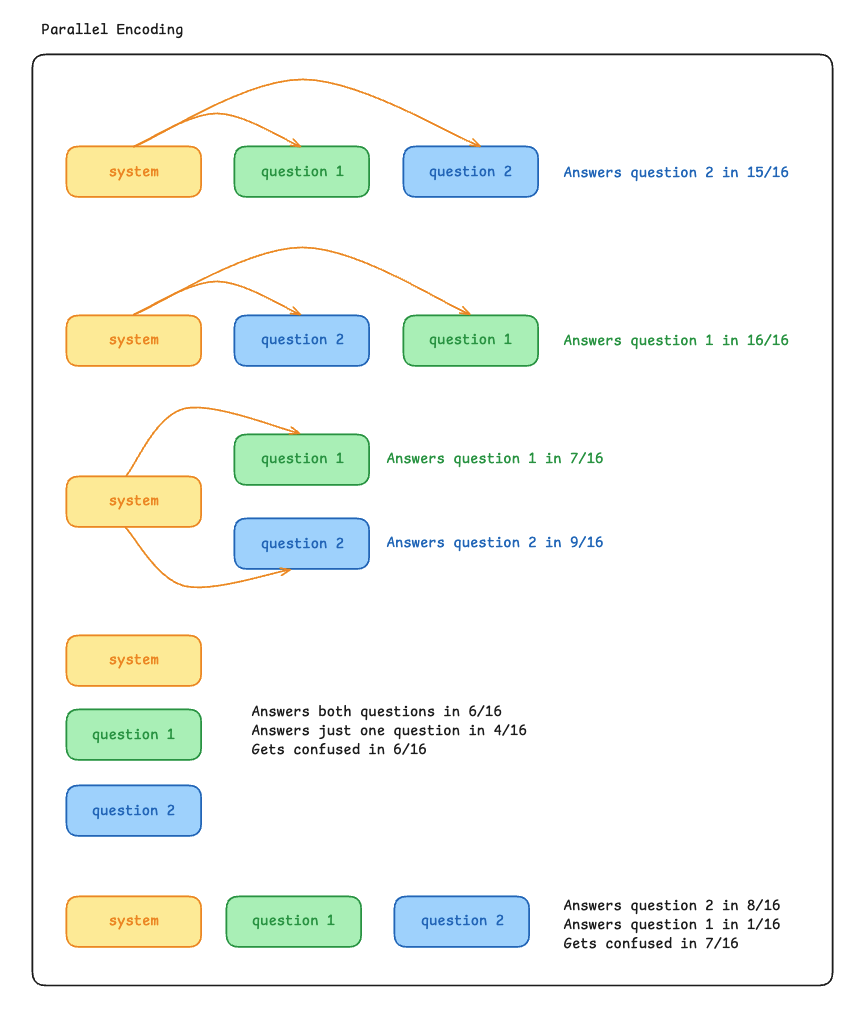 Parallel Encoding
system
question 1
question 2
Answers question 2 in 15/16
system
question 2
question 1
Answers question 1 in 16/16
system
question 1
Answers question 1 in 7/16
question 2
Answers question 2 in 9/16
system
question 1
question 2
Answers both questions in 6/16
Answers just one question in 4/16
Gets confused in 6/16
system
question 1
question 2
Answers question 2 in 8/16
Answers question 1 in 1/16
Gets confused in 7/16